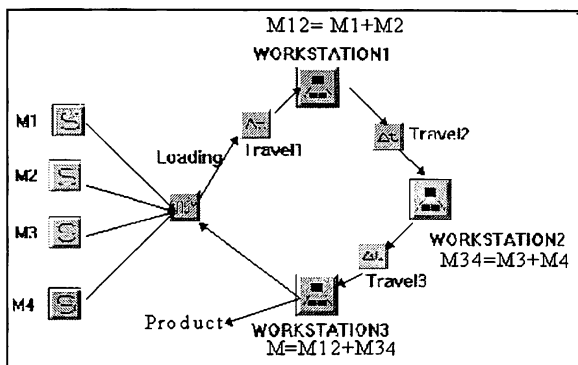 M12= M1+M2
WORKSTATION1
M1
M2
M3
M4
Loading
Travel1
Δt
Travel2
WORKSTATION2
M34=M3+M4
Travel3
Product
WORKSTATION3
M=M12+M34